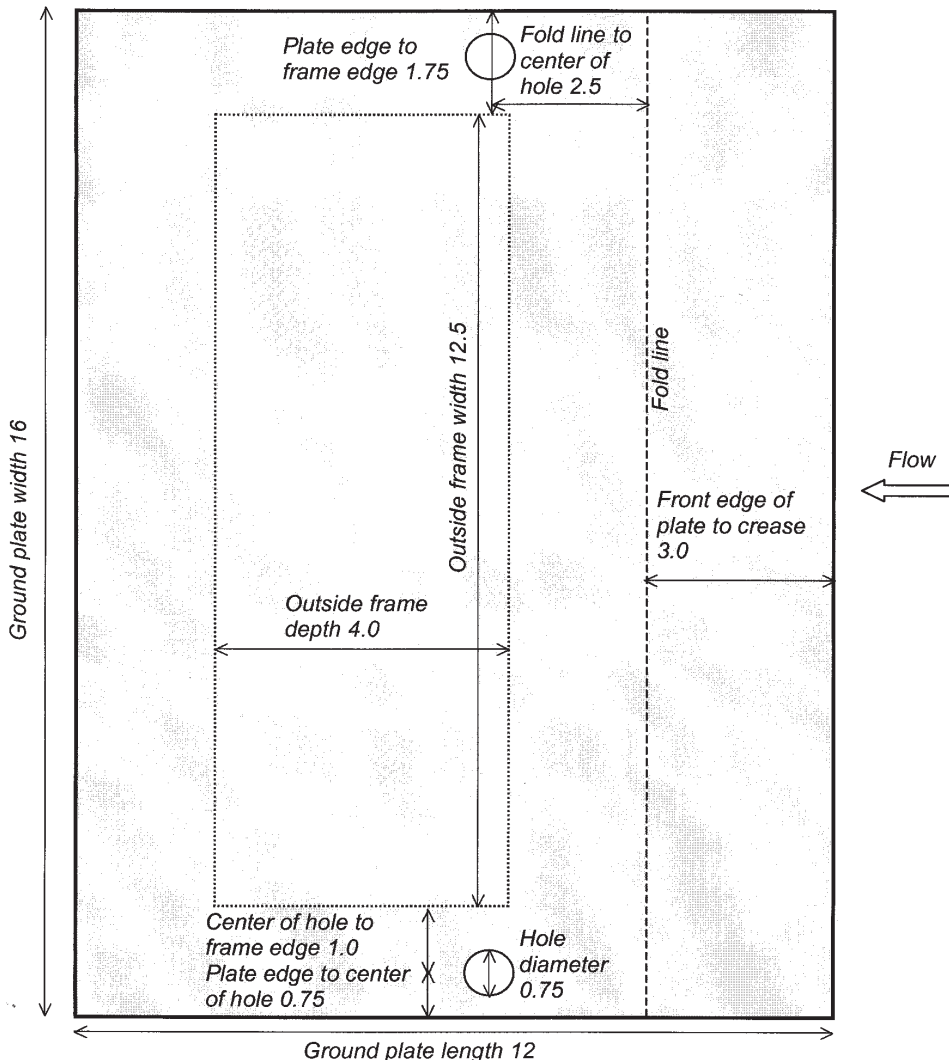 Plate edge to
frame edge 1.75
Fold line to
center of
hole 2.5
Ground plate width 16
Outside frame width 12.5
Fold line
Flow
Front edge of
plate to crease
3.0
Outside frame
depth 4.0
Center of hole to
frame edge 1.0
Plate edge to center
of hole 0.75
Hole
diameter
0.75
Ground plate length 12